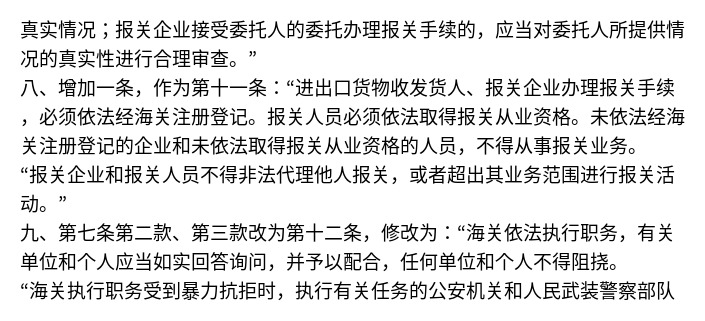 真实情况；报关企业接受委托人的委托办理报关手续的，应当对委托人所提供情
况的真实性进行合理审查。”
八、增加一条，作为第十一条：“进出口货物收发货人、报关企业办理报关手续
，必须依法经海关注册登记。报关人员必须依法取得报关从业资格。未依法经海
关注册登记的企业和未依法取得报关从业资格的人员，不得从事报关业务。
“报关企业和报关人员不得非法代理他人报关，或者超出其业务范围进行报关活
动。”
九、第七条第二款、第三款改为第十二条，修改为：“海关依法执行职务，有关
单位和个人应当如实回答询问，并予以配合，任何单位和个人不得阻挠。
“海关执行职务受到暴力抗拒时，执行有关任务的公安机关和人民武装警察部队